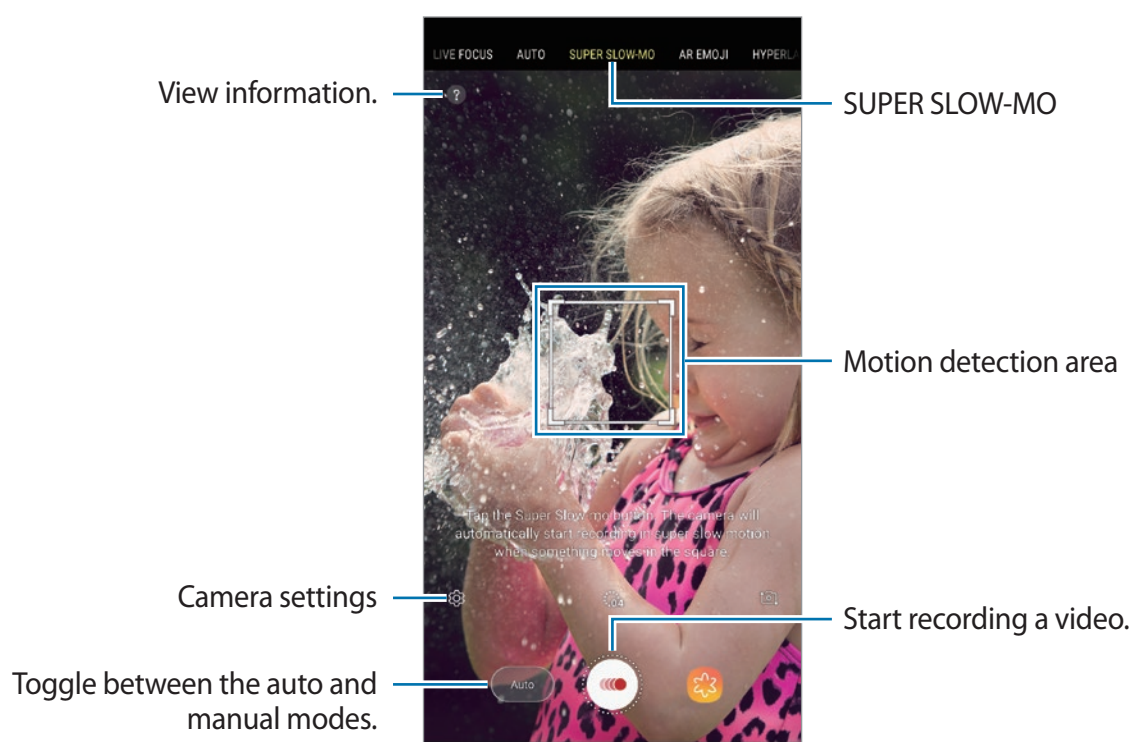 LIVE FOCUS AUTO SUPER SLOW-MO AR EMOJI HYPERLA
View information.
?
SUPER SLOW-MO
Motion detection area
Tap the Super Slow-mo button. The camera will
automatically start recording in super slow motion
when something moves in the square.
Camera settings
Start recording a video.
Auto
Toggle between the auto and
manual modes.